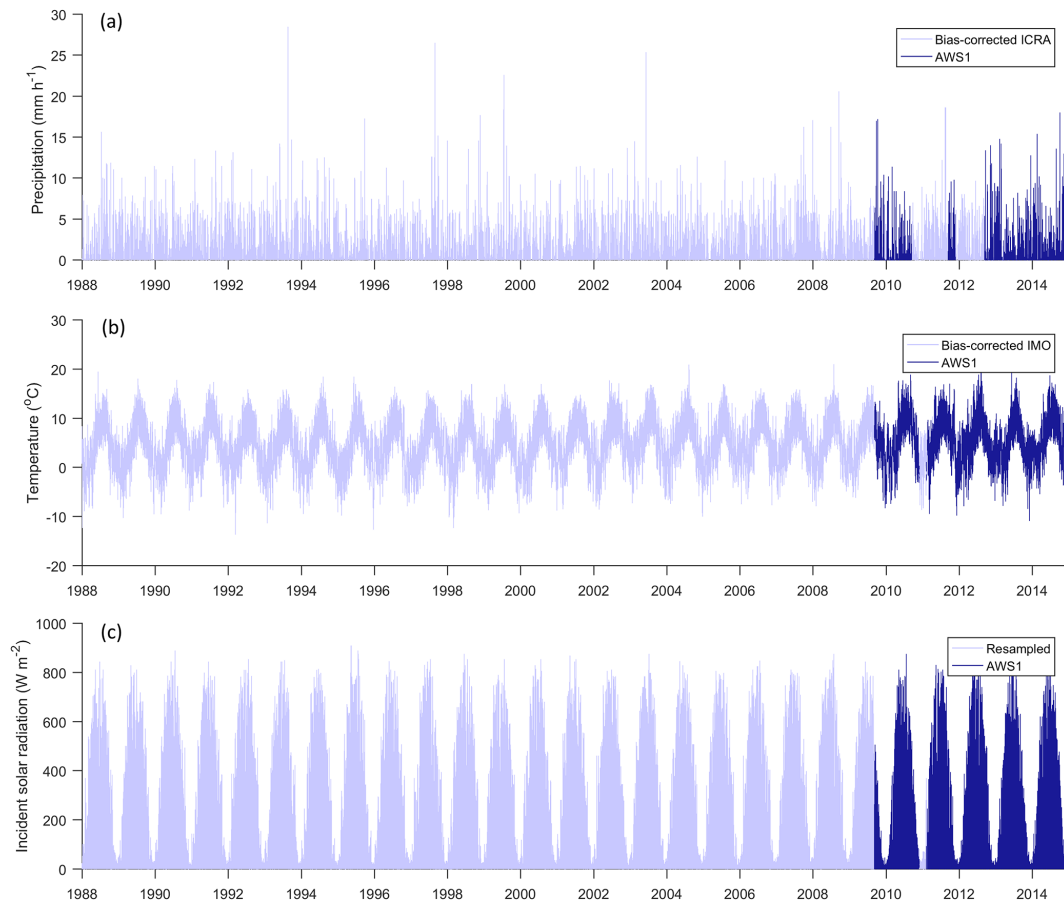 (a)
Precipitation (mm h-1)
30
25
20
15
10
5
0
Bias-corrected ICRA
AWS1
1988 1990 1992 1994 1996 1998 2000 2002 2004 2006 2008 2010 2012 2014
(b)
Temperature (oC)
30
20
10
0
-10
-20
Bias-corrected IMO
AWS1
1988 1990 1992 1994 1996 1998 2000 2002 2004 2006 2008 2010 2012 2014
(c)
Incident solar radiation (W m-2)
1000
800
600
400
200
0
Resampled
AWS1
1988 1990 1992 1994 1996 1998 2000 2002 2004 2006 2008 2010 2012 2014